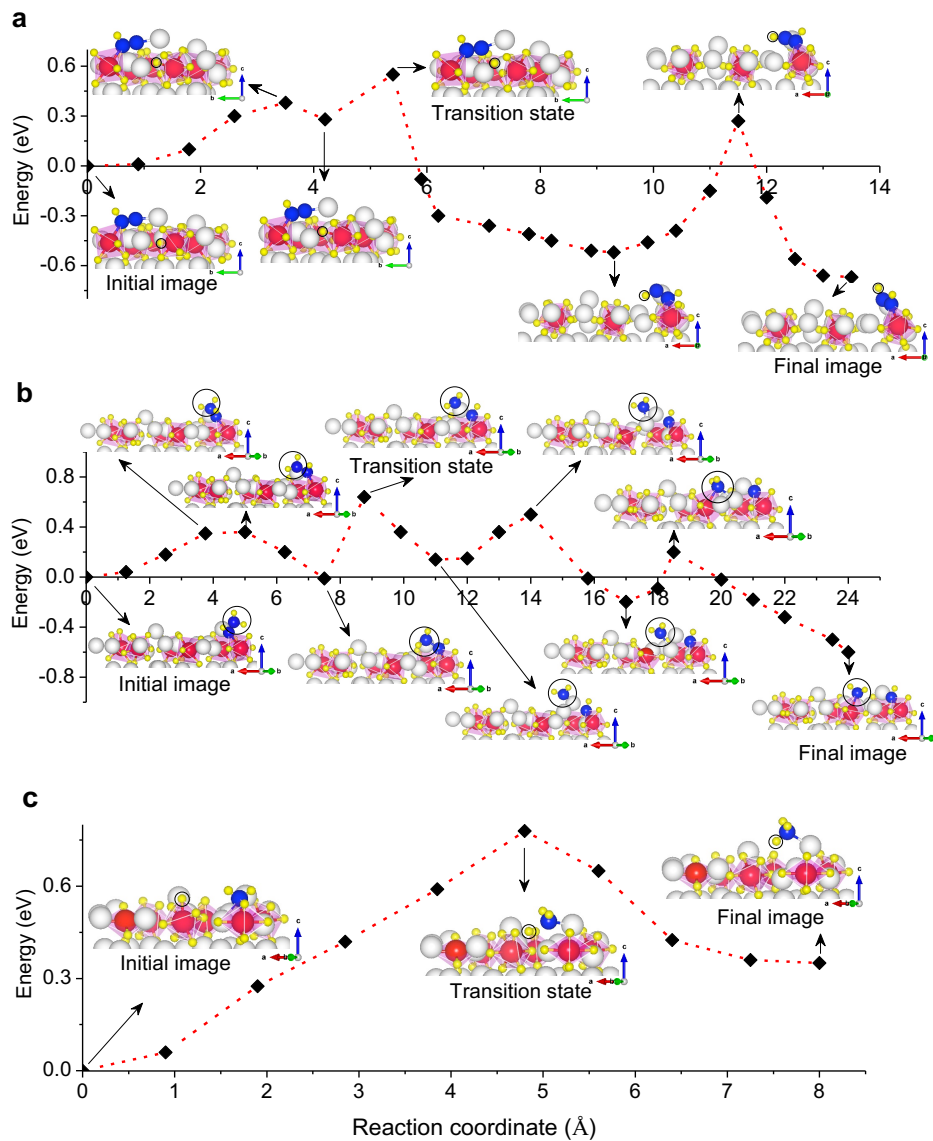 a
0.6
Transition state
0.3
Energy (eV)
0.0
0 2 4 6 8 10 12 14
-0.3
-0.6
Initial image
Final image
b
0.8
Transition state
0.4
Energy (eV)
0.0
0 2 4 6 8 10 12 14 16 18 20 22 24
-0.4
-0.8
Initial image
Final image
c
0.6
Energy (eV)
Initial image
Final image
0.3
Transition state
0.0
0 1 2 3 4 5 6 7 8
Reaction coordinate (Å)